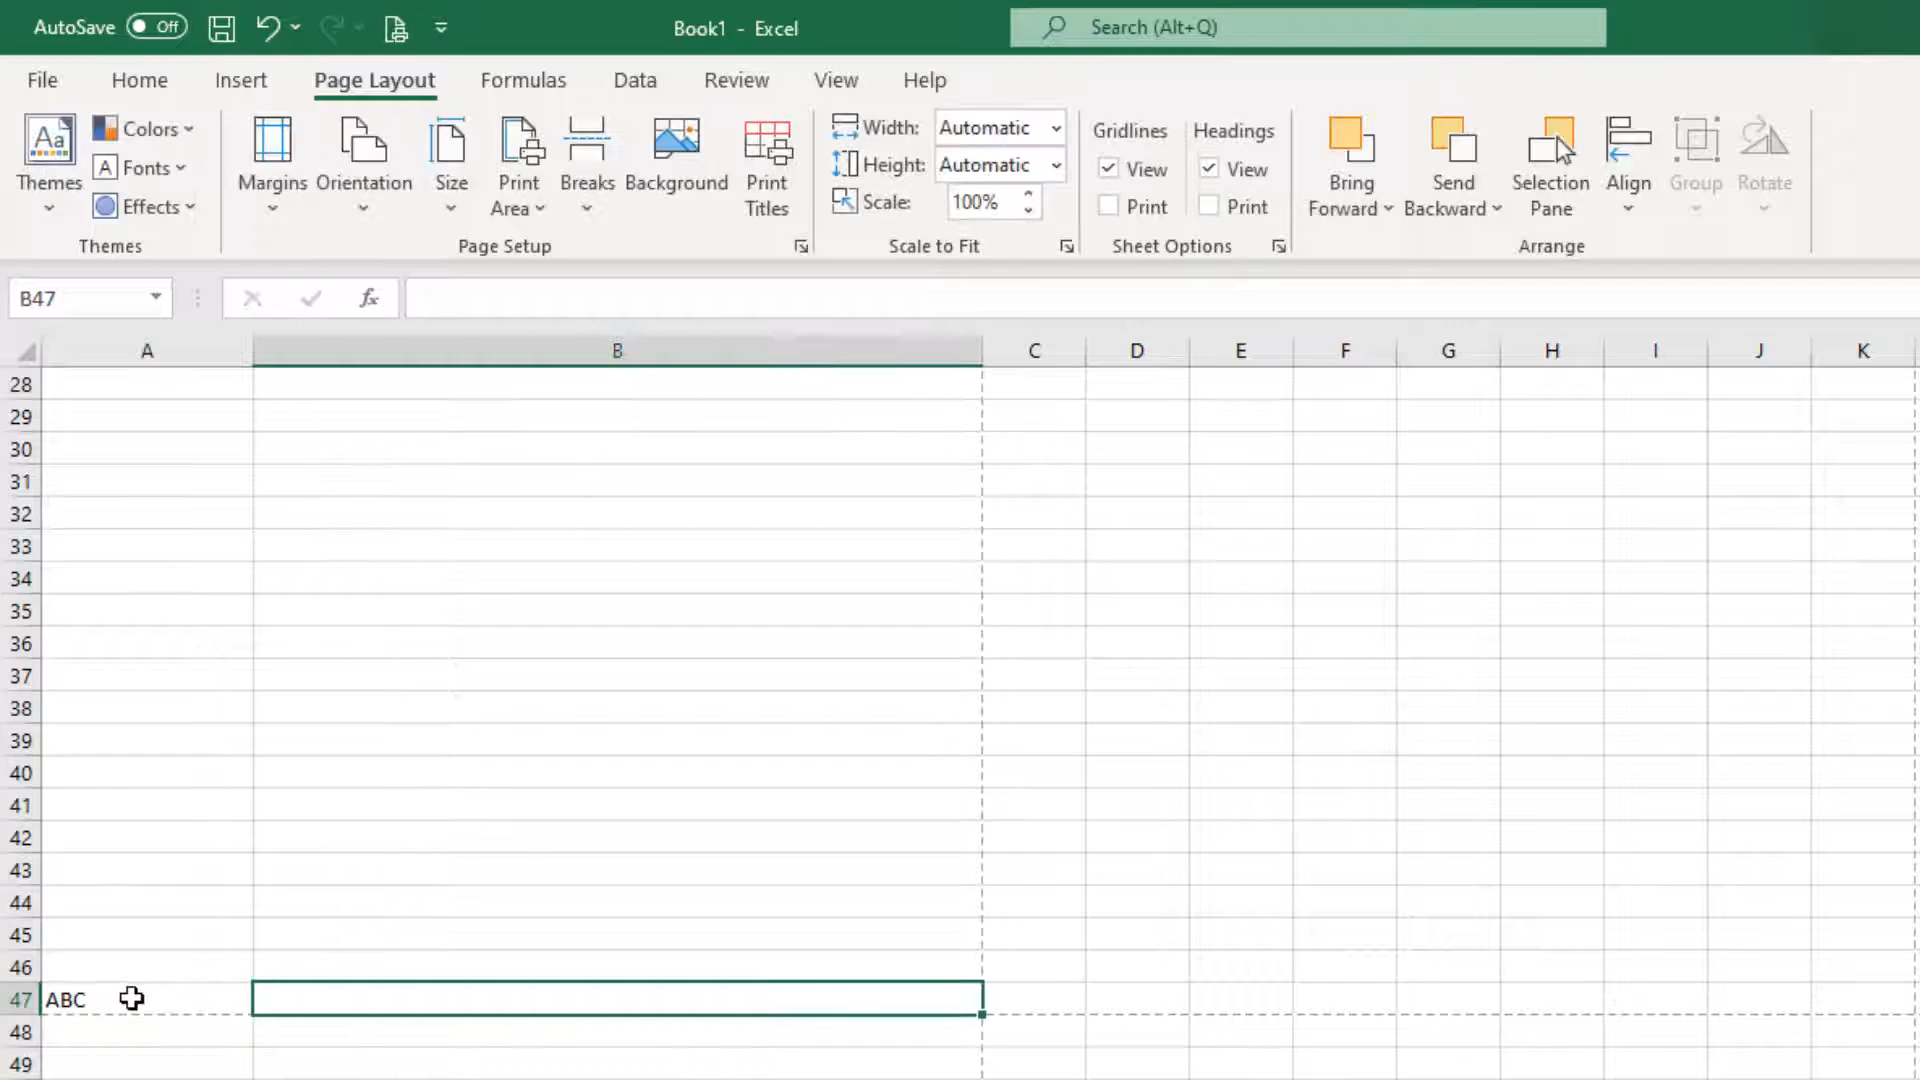 AutoSave Off Book1 - Excel Search (Alt+Q)
File Home Insert Page Layout Formulas Data Review View Help
Aa Colors Margins Orientation Size Print Area Breaks Background Print Titles Width: Automatic Gridlines Headings Bring Forward Send Backward Selection Pane Align Group Rotate
Themes A Fonts Height: Automatic View View
Effects Scale: 100% Print Print
Themes Page Setup Scale to Fit Sheet Options Arrange
B47 fx
A B C D E F G H I J K
28
29
30
31
32
33
34
35
36
37
38
39
40
41
42
43
44
45
46
47 ABC
48
49